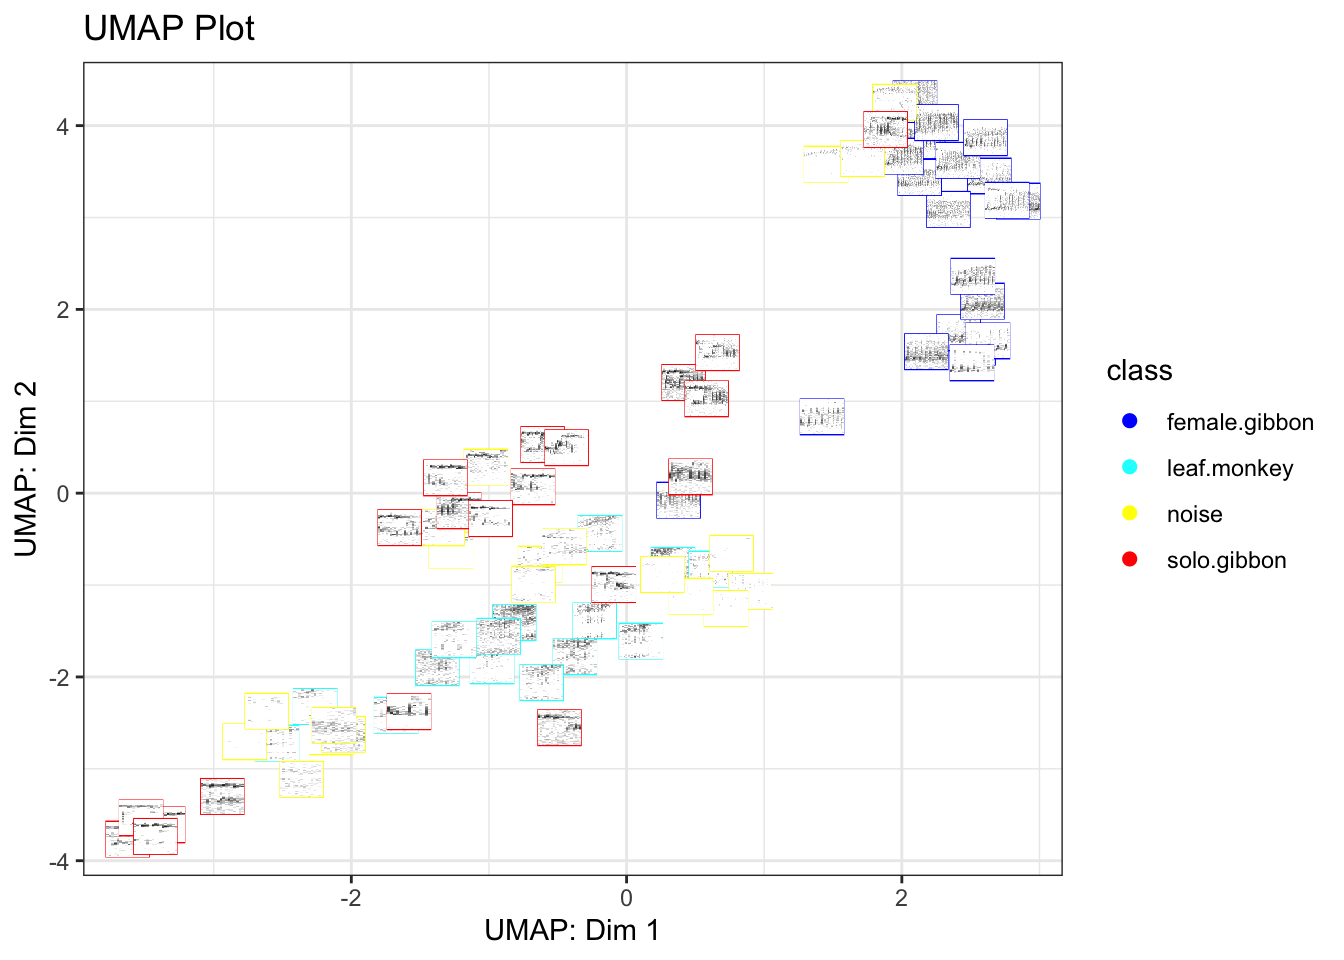 UMAP Plot
4
2
0
-2
-4
UMAP: Dim 2
-2
0
2
UMAP: Dim 1
class
female.gibbon
leaf.monkey
noise
solo.gibbon